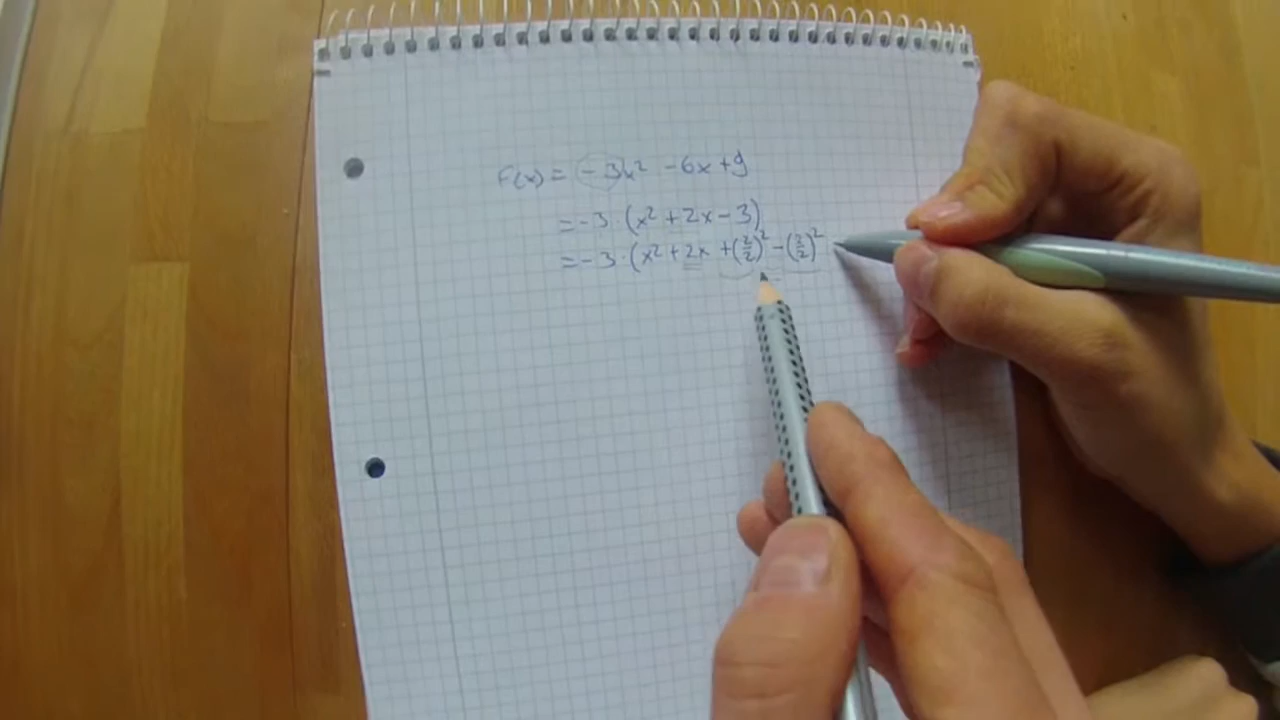 f(x) = -3x² -6x +9
= -3 · (x² + 2x - 3)
= -3 · (x² + 2x + (2/2)² - (2/2)²